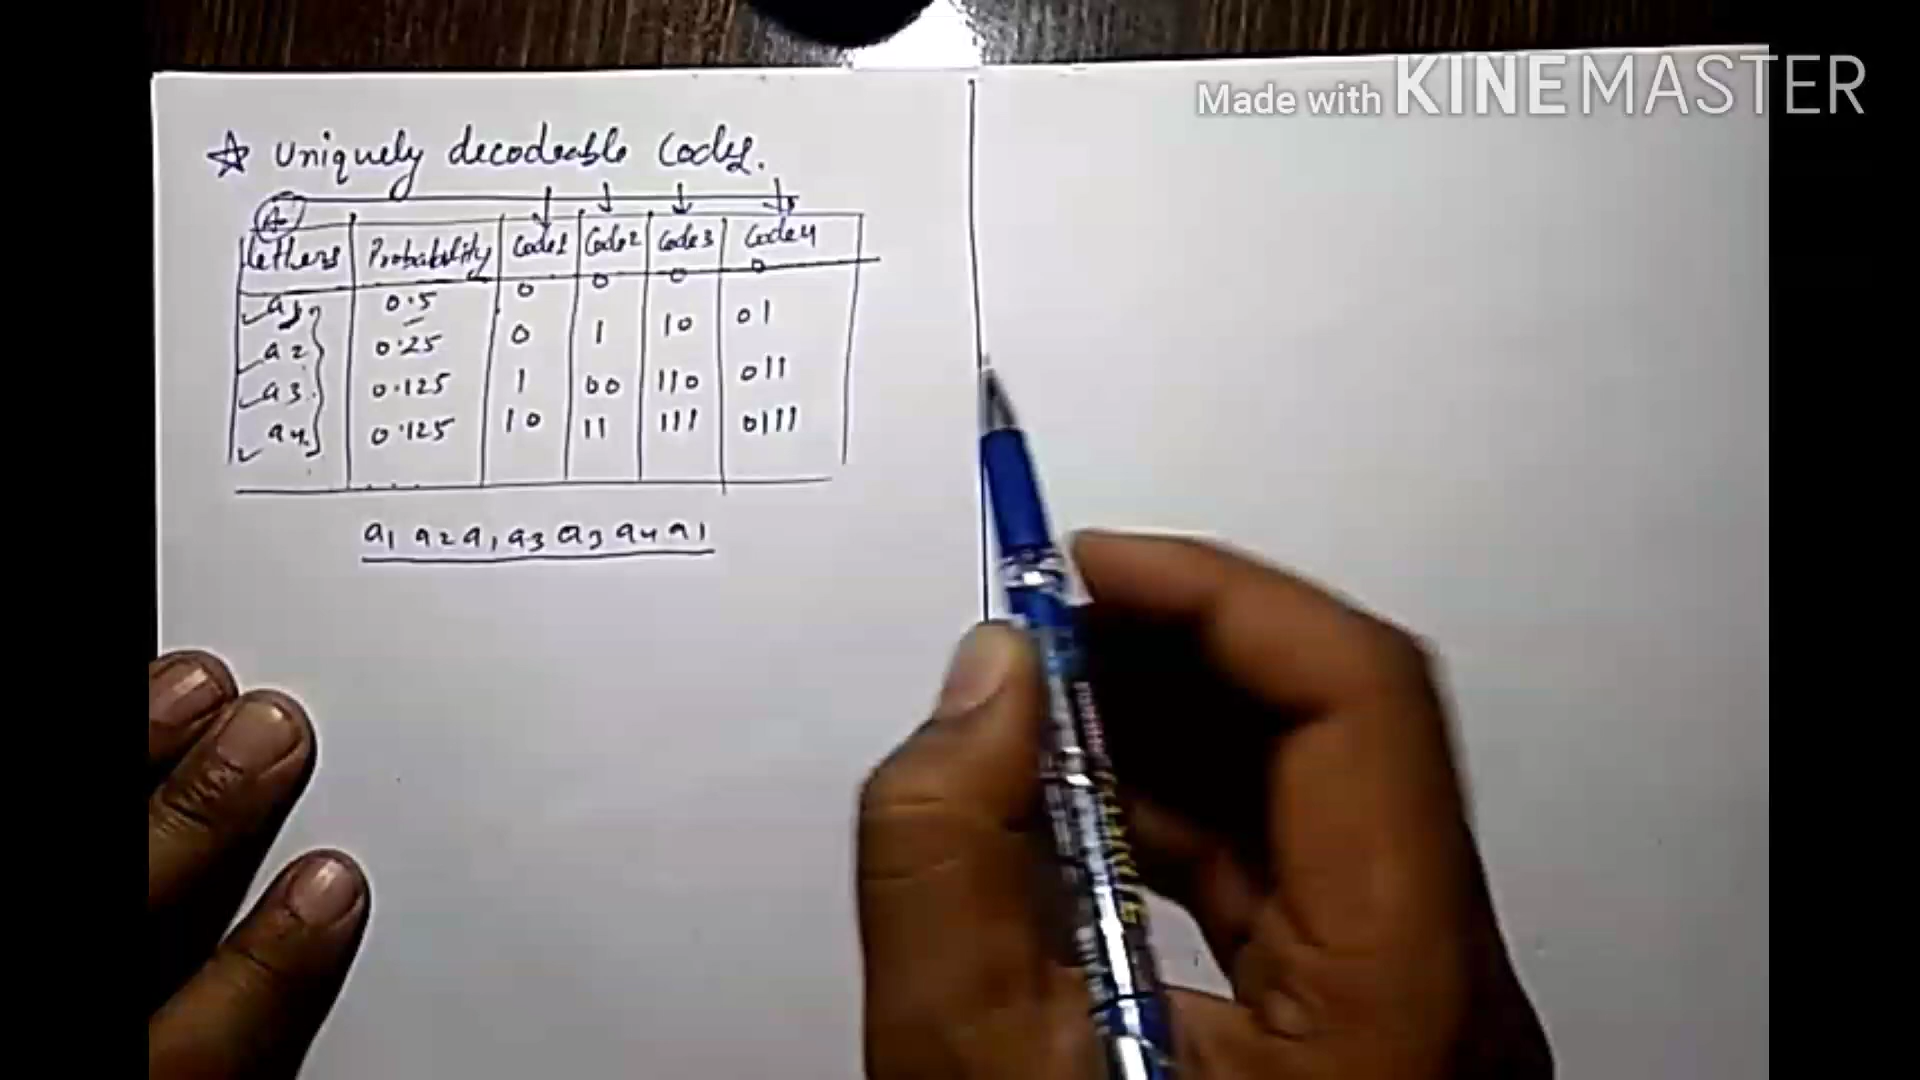 Made with KINEMASTER
☆ Uniquely decodeable Codes.
A
Letters Probability Code1 Code2 Code3 Code4
a1 0.5 0 0 0 0
a2 0.25 0 1 10 01
a3 0.125 1 00 110 011
a4 0.125 10 11 111 0111
a1 a2 a1 a3 a3 a4 a1